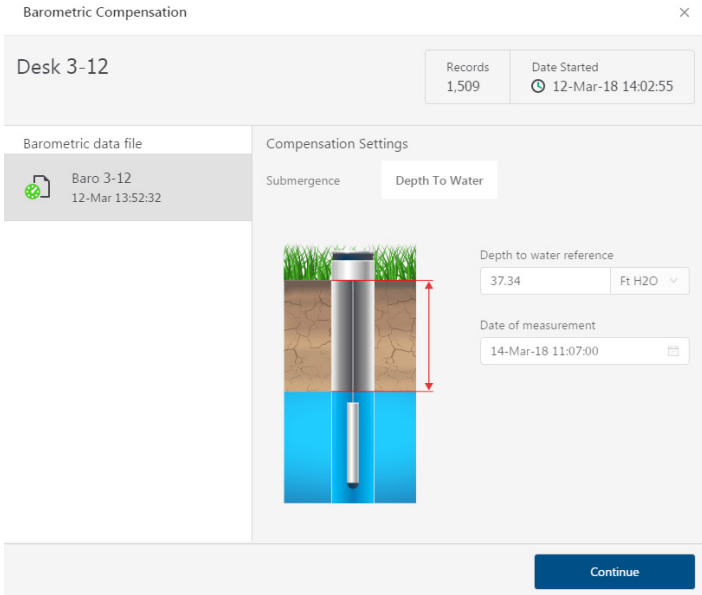 Barometric Compensation
Desk 3-12
Records
1,509
Date Started
12-Mar-18 14:02:55
Barometric data file
Baro 3-12
12-Mar 13:52:32
Compensation Settings
Submergence
Depth To Water
Depth to water reference
37.34
Ft H2O
Date of measurement
14-Mar-18 11:07:00
Continue